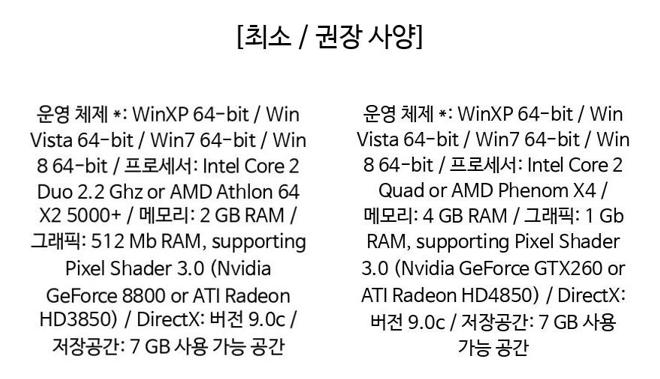 [최소 / 권장 사양]
운영 체제 *: WinXP 64-bit / Win
Vista 64-bit / Win7 64-bit / Win
8 64-bit / 프로세서: Intel Core 2
Duo 2.2 Ghz or AMD Athlon 64
X2 5000+ / 메모리: 2 GB RAM /
그래픽: 512 Mb RAM, supporting
Pixel Shader 3.0 (Nvidia
GeForce 8800 or ATI Radeon
HD3850) / DirectX: 버전 9.0c /
저장공간: 7 GB 사용 가능 공간
운영 체제 *: WinXP 64-bit / Win
Vista 64-bit / Win7 64-bit / Win
8 64-bit / 프로세서: Intel Core 2
Quad or AMD Phenom X4 /
메모리: 4 GB RAM / 그래픽: 1 Gb
RAM, supporting Pixel Shader
3.0 (Nvidia GeForce GTX260 or
ATI Radeon HD4850) / DirectX:
버전 9.0c / 저장공간: 7 GB 사용
가능 공간